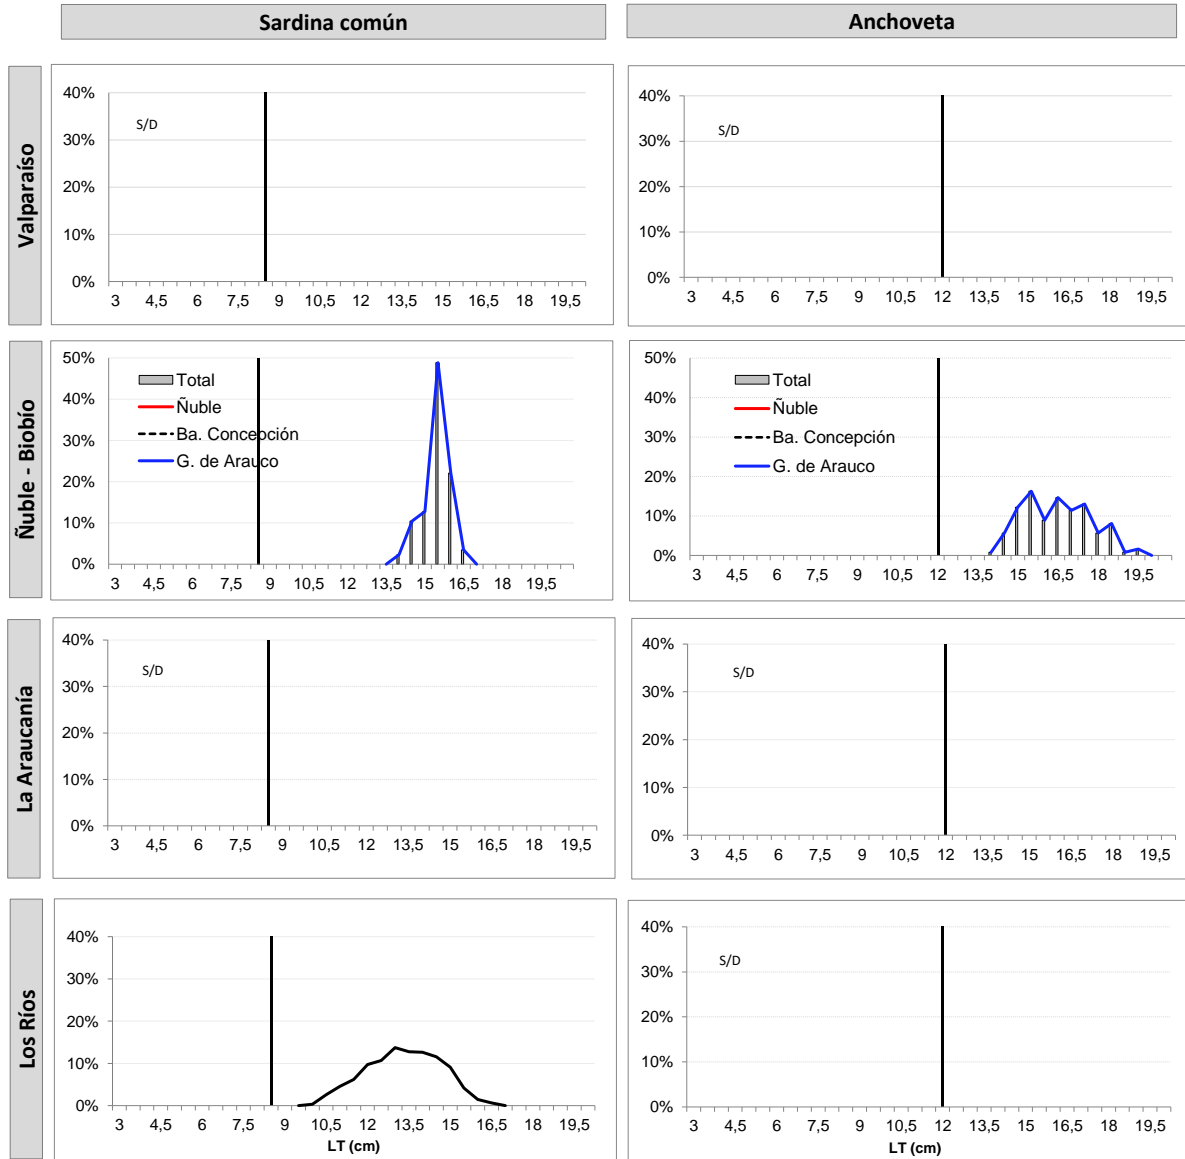 Sardina común
Anchoveta
Valparaíso
40%
30%
20%
10%
0%
S/D
3 4,5 6 7,5 9 10,5 12 13,5 15 16,5 18 19,5
40%
30%
20%
10%
0%
S/D
3 4,5 6 7,5 9 10,5 12 13,5 15 16,5 18 19,5
Ñuble - Biobío
50%
40%
30%
20%
10%
0%
Total
Ñuble
Ba. Concepción
G. de Arauco
3 4,5 6 7,5 9 10,5 12 13,5 15 16,5 18 19,5
50%
40%
30%
20%
10%
0%
Total
Ñuble
Ba. Concepción
G. de Arauco
3 4,5 6 7,5 9 10,5 12 13,5 15 16,5 18 19,5
La Araucanía
40%
30%
20%
10%
0%
S/D
3 4,5 6 7,5 9 10,5 12 13,5 15 16,5 18 19,5
40%
30%
20%
10%
0%
S/D
3 4,5 6 7,5 9 10,5 12 13,5 15 16,5 18 19,5
Los Ríos
40%
30%
20%
10%
0%
3 4,5 6 7,5 9 10,5 12 13,5 15 16,5 18 19,5
LT (cm)
40%
30%
20%
10%
0%
S/D
3 4,5 6 7,5 9 10,5 12 13,5 15 16,5 18 19,5
LT (cm)